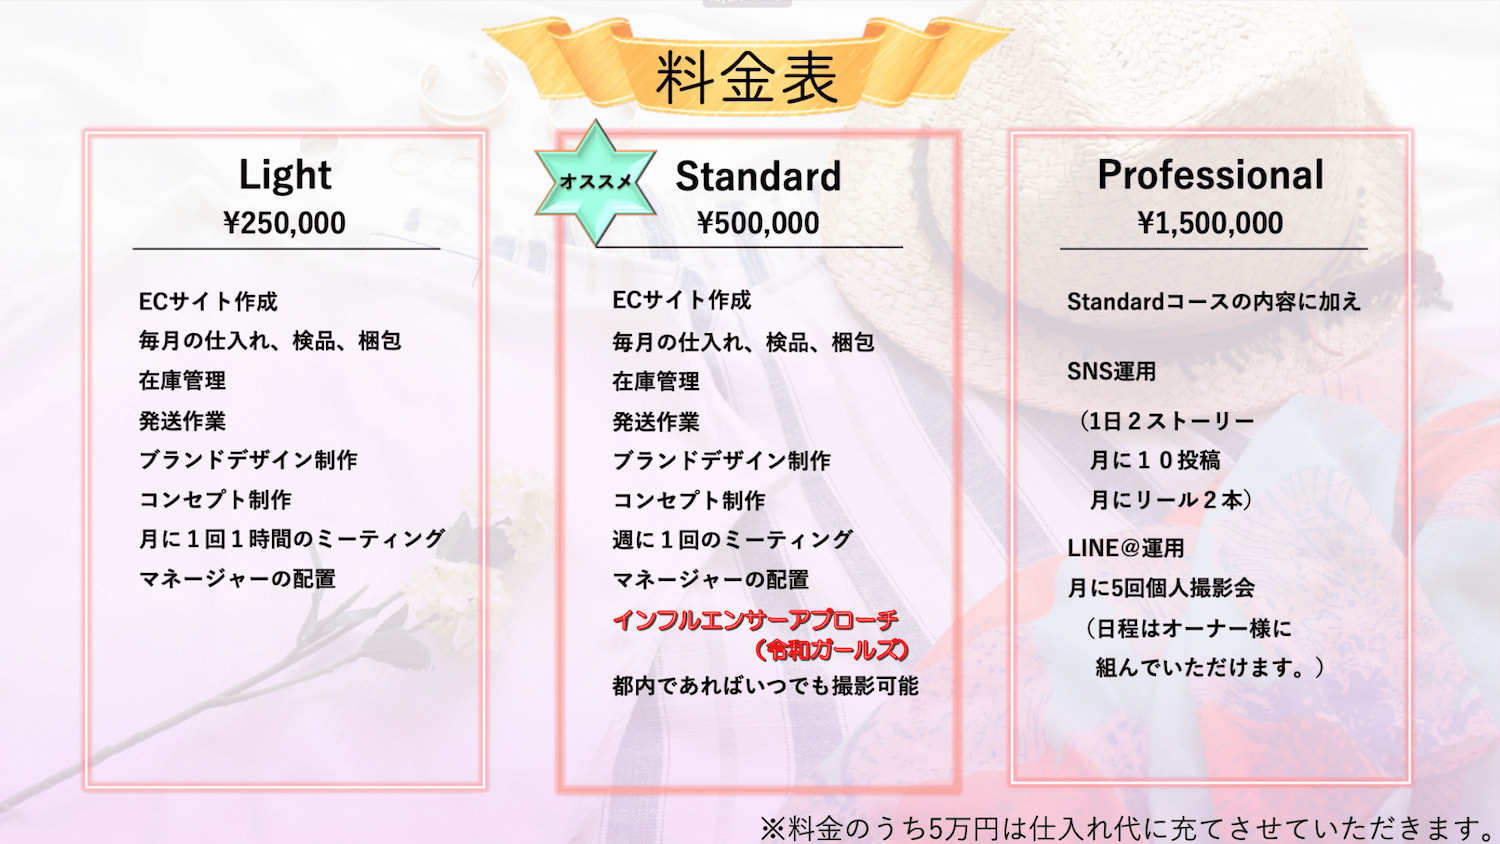 料金表
Light
¥250,000
ECサイト作成
毎月の仕入れ、検品、梱包
在庫管理
発送作業
ブランドデザイン制作
コンセプト制作
月に１回１時間のミーティング
マネージャーの配置
オススメ
Standard
¥500,000
ECサイト作成
毎月の仕入れ、検品、梱包
在庫管理
発送作業
ブランドデザイン制作
コンセプト制作
週に１回のミーティング
マネージャーの配置
インフルエンサーアプローチ
（令和ガールズ）
都内であればいつでも撮影可能
Professional
¥1,500,000
Standardコースの内容に加え
SNS運用
（1日２ストーリー
月に１０投稿
月にリール２本）
LINE@運用
月に5回個人撮影会
（日程はオーナー様に
組んでいただけます。）
※料金のうち5万円は仕入れ代に充てさせていただきます。